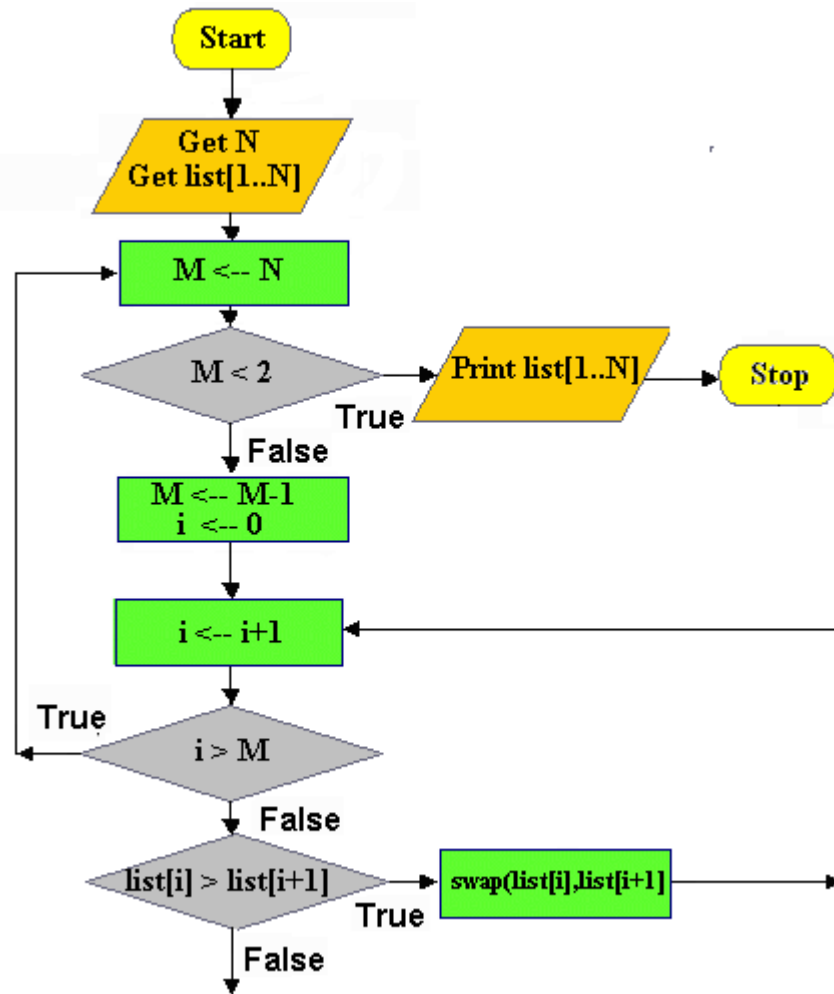 Start
Get N
Get list[1..N]
M <-- N
M < 2
True
Print list[1..N]
Stop
False
M <-- M-1
i <-- 0
i <-- i+1
True
i > M
False
list[i] > list[i+1]
True
swap(list[i],list[i+1]
False